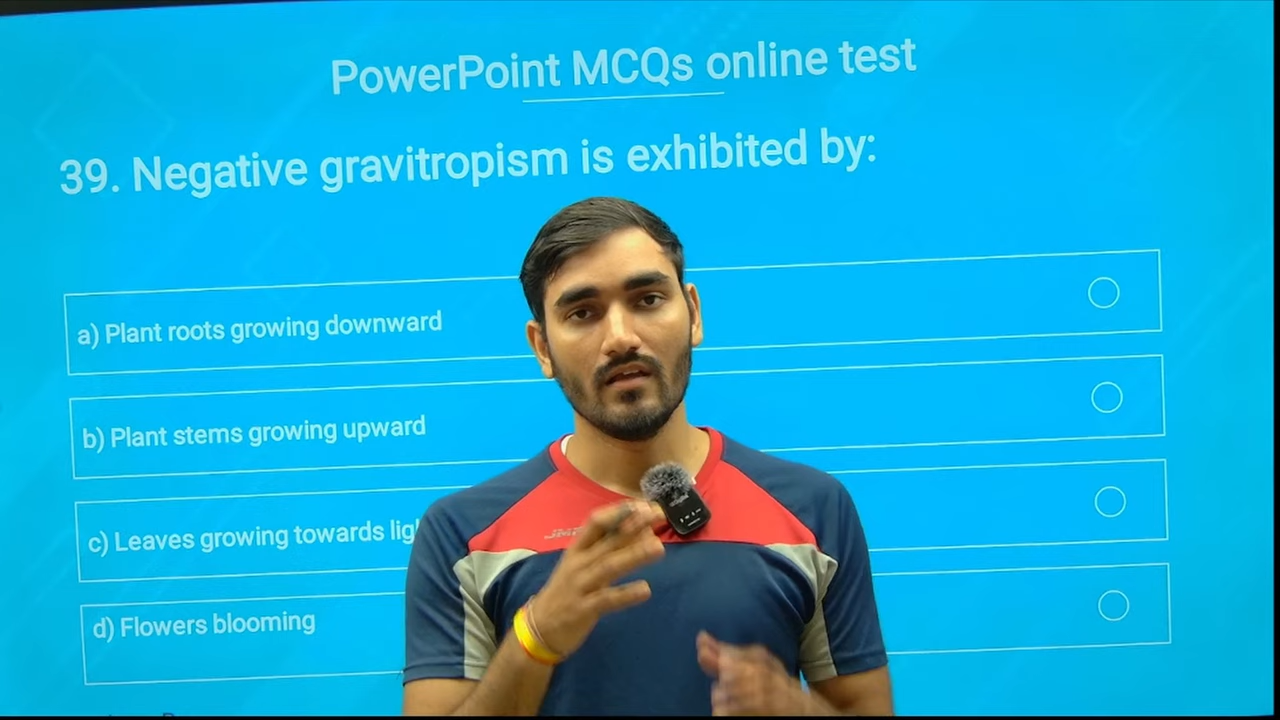 PowerPoint MCQs online test
39. Negative gravitropism is exhibited by:
a) Plant roots growing downward
b) Plant stems growing upward
c) Leaves growing towards
d) Flowers blooming